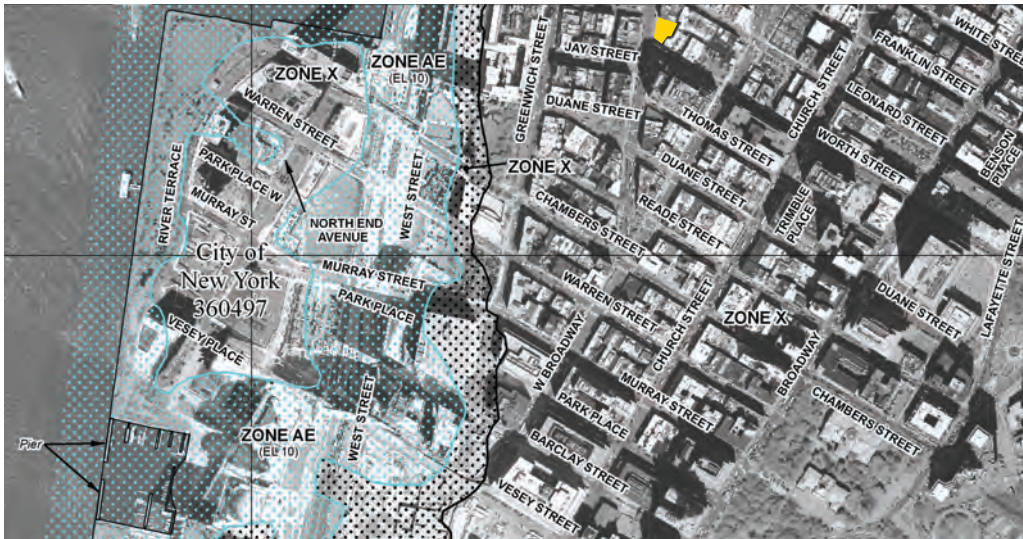 ZONE X
ZONE AE
(EL 10)
WARREN STREET
PARK PLACE W
MURRAY ST
RIVER TERRACE
NORTH END
AVENUE
WEST STREET
City of
New York
360497
MURRAY STREET
PARK PLACE
VESEY PLACE
WEST STREET
ZONE AE
(EL 10)
Pier
ZONE X
GREENWICH STREET
JAY STREET
DUANE STREET
THOMAS STREET
DUANE STREET
READE STREET
CHAMBERS STREET
WARREN STREET
CHURCH STREET
W BROADWAY
MURRAY STREET
PARK PLACE
BARCLAY STREET
VESEY STREET
ZONE X
BROADWAY
CHAMBERS STREET
TRIMBLE
PLACE
CHURCH STREET
WHITE STREE
FRANKLIN STREET
LEONARD STREET
WORTH STREET
BENSON
PLACE
DUANE STREET
LAFAYETTE STREET